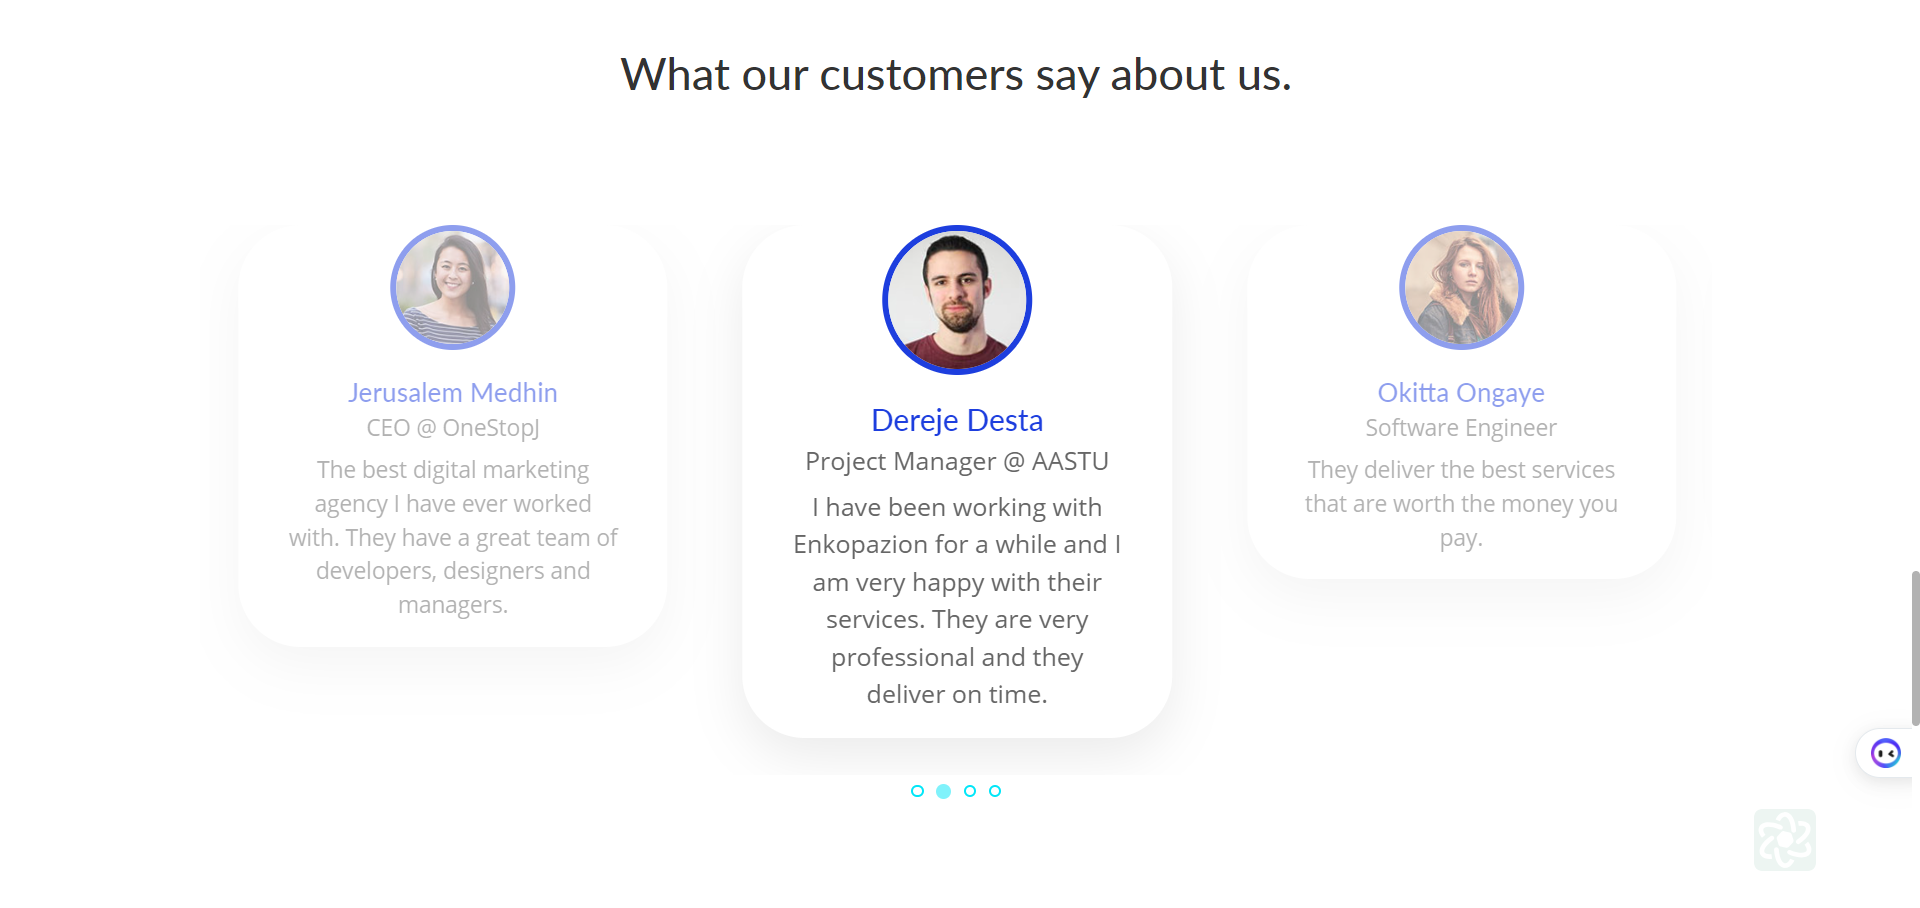 What our customers say about us.
Jerusalem Medhin
CEO @ OneStopJ
The best digital marketing
agency I have ever worked
with. They have a great team of
developers, designers and
managers.
Dereje Desta
Project Manager @ AASTU
I have been working with
Enkopazion for a while and I
am very happy with their
services. They are very
professional and they
deliver on time.
Okitta Ongaye
Software Engineer
They deliver the best services
that are worth the money you
pay.